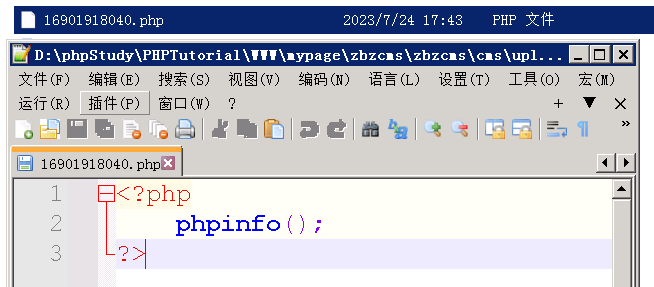 16901918040.php 2023/7/24 17:43 PHP 文件
D:\phpStudy\PHPTutorial\WWW\mypage\zbzcms\zbzcms\cms\upl...
文件(F) 编辑(E) 搜索(S) 视图(V) 编码(N) 语言(L) 设置(T) 工具(O) 宏(M)
运行(R) 插件(P) 窗口(W) ?
16901918040.php
1 <?php
2 phpinfo();
3 ?>